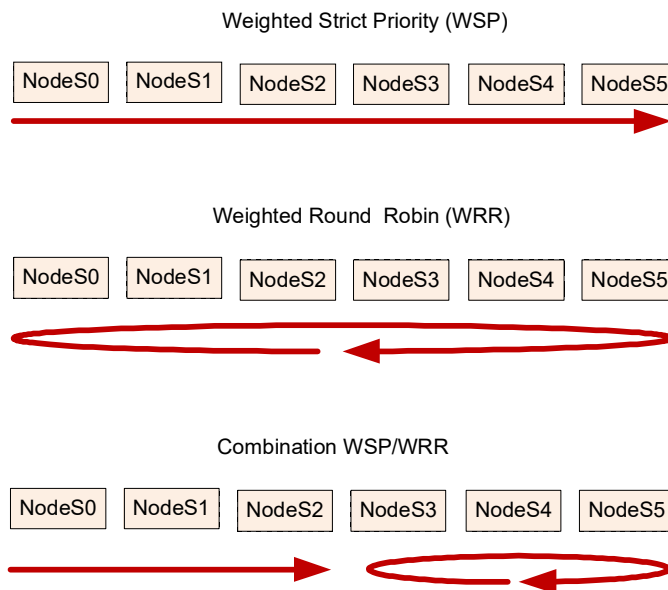 Weighted Strict Priority (WSP)
NodeS0 NodeS1 NodeS2 NodeS3 NodeS4 NodeS5
Weighted Round Robin (WRR)
NodeS0 NodeS1 NodeS2 NodeS3 NodeS4 NodeS5
Combination WSP/WRR
NodeS0 NodeS1 NodeS2 NodeS3 NodeS4 NodeS5